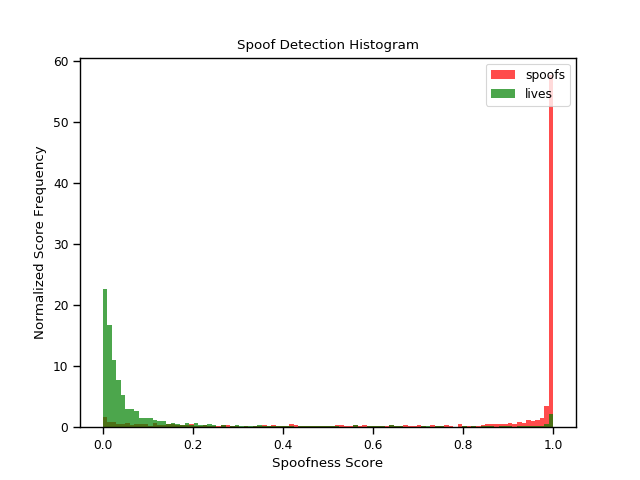 Spoof Detection Histogram
spoofs
lives
Normalized Score Frequency
60
50
40
30
20
10
0
0.0 0.2 0.4 0.6 0.8 1.0
Spoofness Score